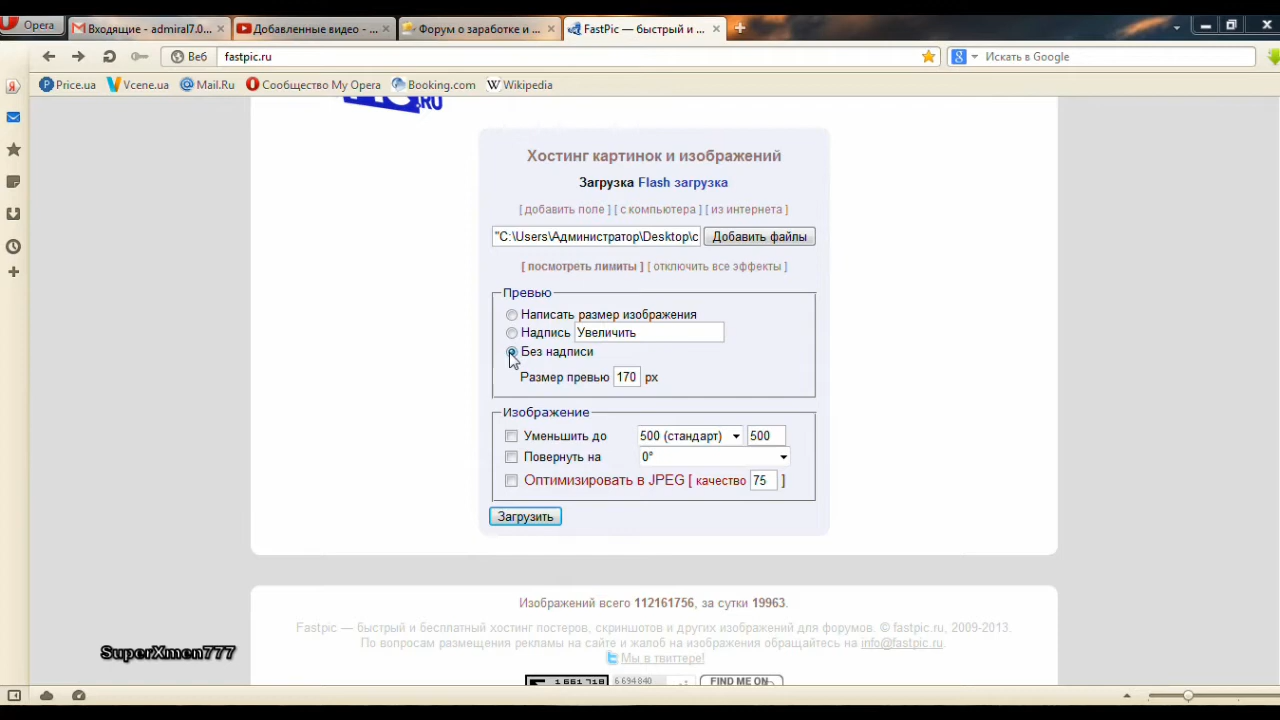 Opera
Входящие - admiral7.0...
Добавленные видео - ...
Форум о заработке и ...
FastPic — быстрый и ...
Веб
fastpic.ru
Искать в Google
Price.ua
Vcene.ua
Mail.Ru
Сообщество My Opera
Booking.com
Wikipedia
.RU
Хостинг картинок и изображений
Загрузка Flash загрузка
[ добавить поле ] [ с компьютера ] [ из интернета ]
"C:\Users\Администратор\Desktop\c
Добавить файлы
[ посмотреть лимиты ] [ отключить все эффекты ]
Превью
Написать размер изображения
Надпись Увеличить
Без надписи
Размер превью 170 px
Изображение
Уменьшить до 500 (стандарт) 500
Повернуть на 0°
Оптимизировать в JPEG [ качество 75 ]
Загрузить
Изображений всего 112161756, за сутки 19963.
Fastpic — быстрый и бесплатный хостинг постеров, скриншотов и других изображений для форумов. © fastpic.ru, 2009-2013.
По вопросам размещения рекламы на сайте и жалоб на изображения обращайтесь на info@fastpic.ru.
Мы в твиттере!
SuperXmen777
6 694 840
FIND ME ON